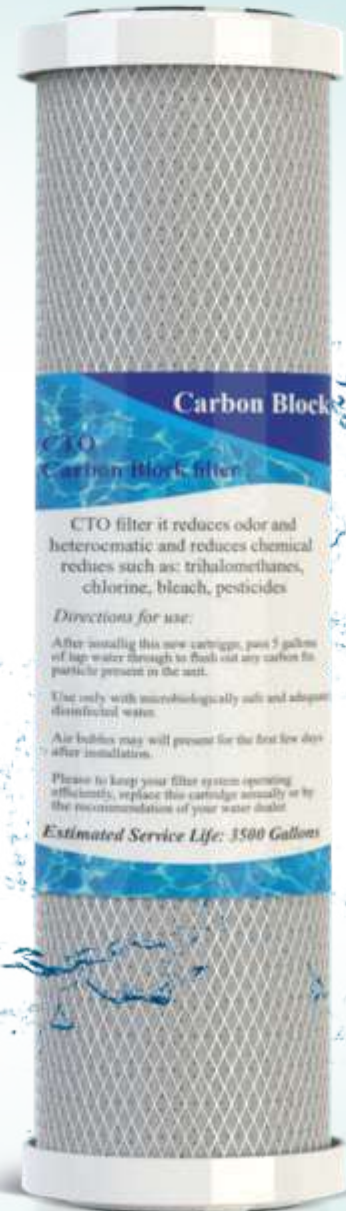 Carbon Block
CTO
Carbon Block filter
CTO filter it reduces odor and
heterocmatic and reduces chemical
redues such as: trihalomethanes,
chlorine, bleach, pesticides
Directions for use:
After installig this new cartrigge, pass 5 gallons
of tap water through to flush out any carbon fis
particle present in the unit.
Use only with microbiologically safe and adequate
disinfected water.
Air bubbles may will present for the first few days
after installation.
Please to keep your filter system operating
efficiently, replace this cartridge annually or by
the recommendation of your water dealer
Estimated Service Life: 3500 Gallons